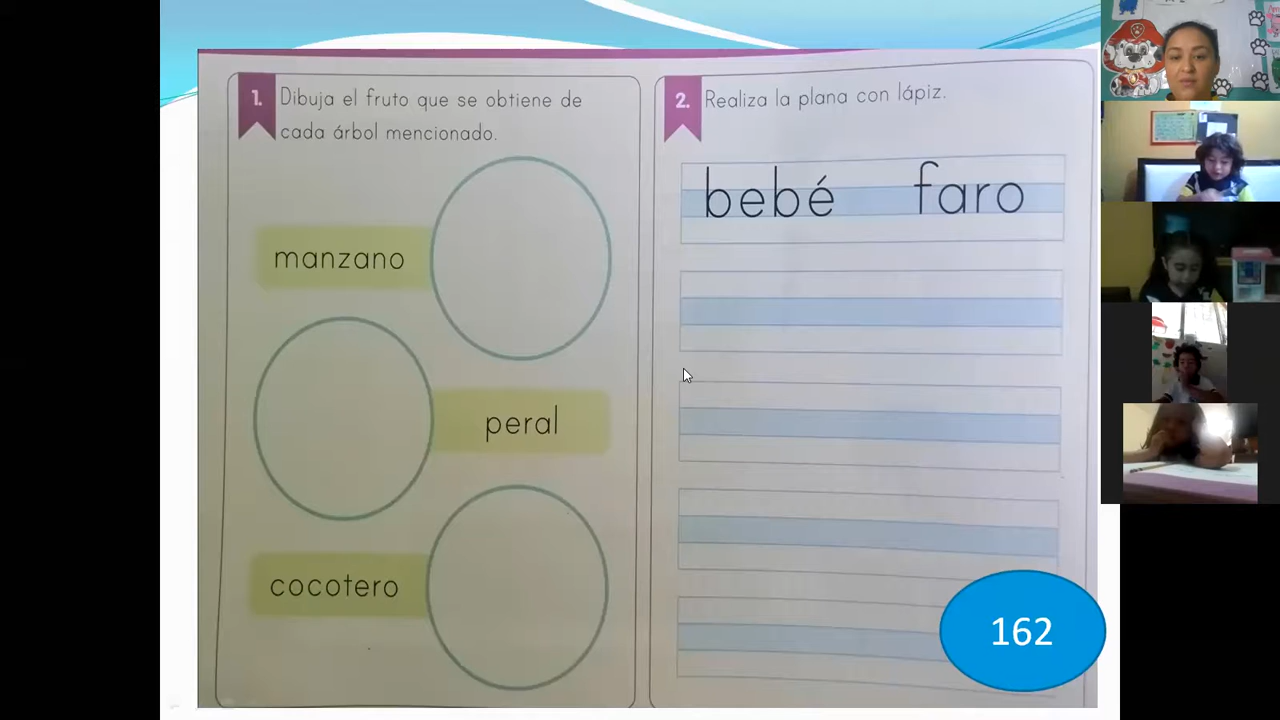 1. Dibuja el fruto que se obtiene de
cada árbol mencionado.
manzano
peral
cocotero
2. Realiza la plana con lápiz.
bebé faro
162